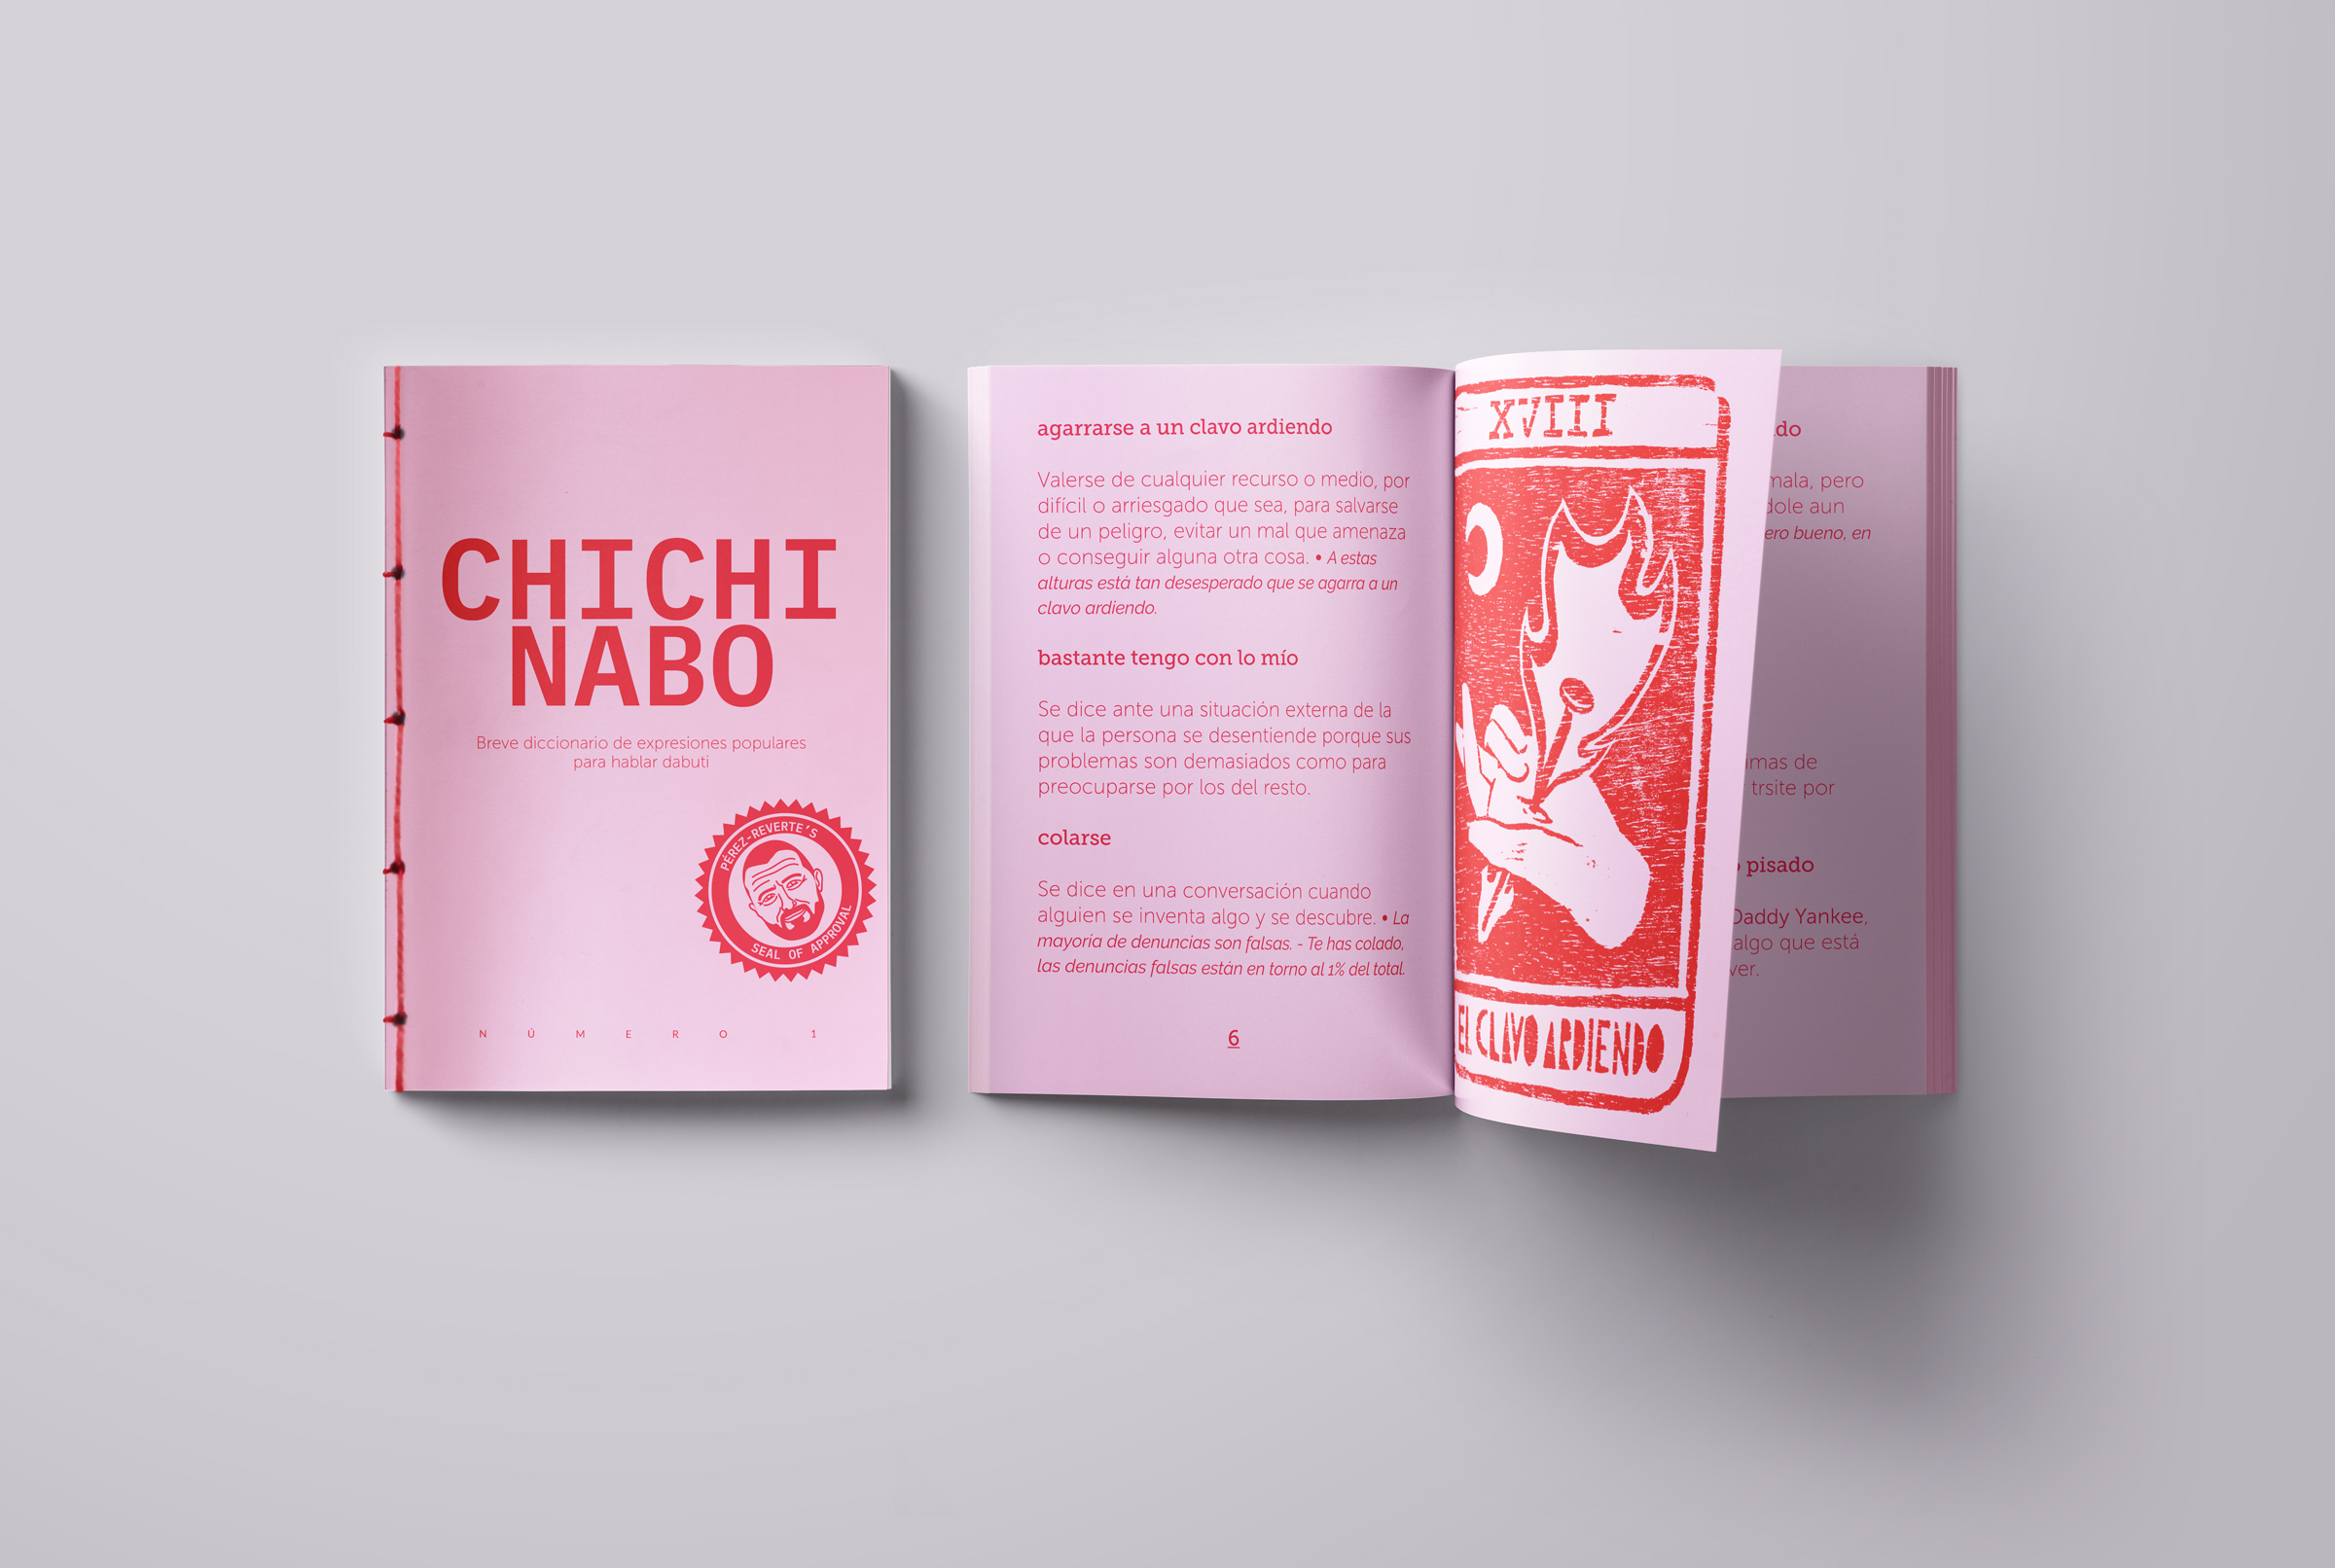 CHICHI
NABO
Breve diccionario de expresiones populares
para hablar dabuti
PÉREZ-REVERTE'S
SEAL OF APPROVAL
NÚMERO 1
agarrarse a un clavo ardiendo
Valerse de cualquier recurso o medio, por
difícil o arriesgado que sea, para salvarse
de un peligro, evitar un mal que amenaza
o conseguir alguna otra cosa. • A estas
alturas está tan desesperado que se agarra a un
clavo ardiendo.
bastante tengo con lo mío
Se dice ante una situación externa de la
que la persona se desentiende porque sus
problemas son demasiados como para
preocuparse por los del resto.
colarse
Se dice en una conversación cuando
alguien se inventa algo y se descubre. • La
mayoría de denuncias son falsas. - Te has colado,
las denuncias falsas están en torno al 1% del total.
6
XVIII
EL CLAVO ARDIENDO
pero
aun
bueno, en
de
trsite por
pisado
Daddy Yankee,
algo que está